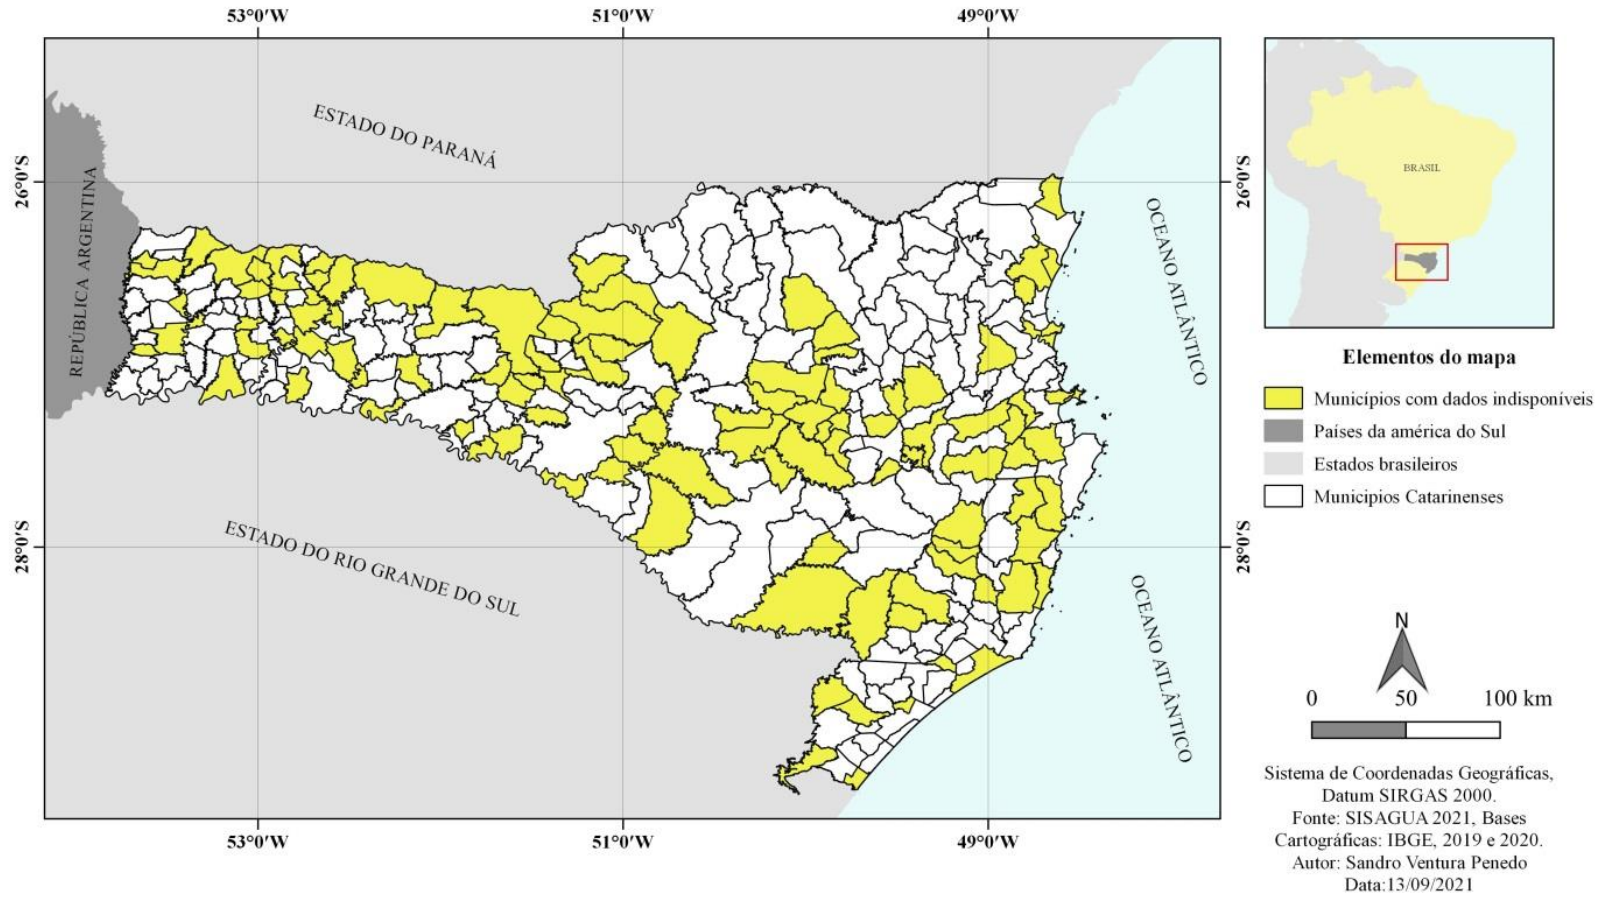 53°0'W
51°0'W
49°0'W
26°0'S
28°0'S
26°0'S
28°0'S
53°0'W
51°0'W
49°0'W
ESTADO DO PARANÁ
REPÚBLICA ARGENTINA
ESTADO DO RIO GRANDE DO SUL
OCEANO ATLÂNTICO
OCEANO ATLÂNTICO
BRASIL
Elementos do mapa
Municípios com dados indisponíveis
Países da américa do Sul
Estados brasileiros
Municipios Catarinenses
N
0 50 100 km
Sistema de Coordenadas Geográficas,
Datum SIRGAS 2000.
Fonte: SISAGUA 2021, Bases
Cartográficas: IBGE, 2019 e 2020.
Autor: Sandro Ventura Penedo
Data:13/09/2021